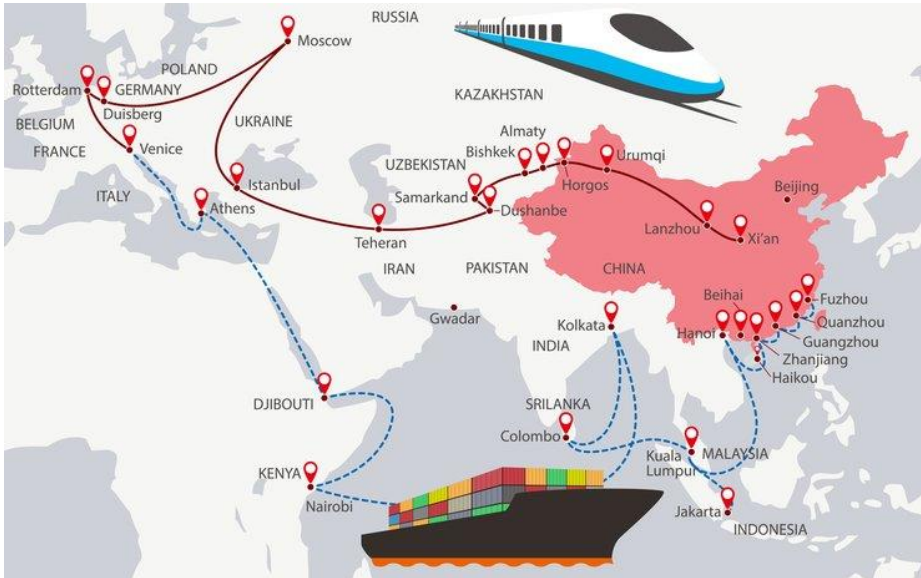 RUSSIA
Moscow
POLAND
Rotterdam
GERMANY
Duisberg
KAZAKHSTAN
BELGIUM
UKRAINE
Almaty
FRANCE
Venice
Bishkek
Urumqi
UZBEKISTAN
Horgos
ITALY
Istanbul
Samarkand
Beijing
Athens
Dushanbe
Lanzhou
Teheran
Xi'an
IRAN
PAKISTAN
CHINA
Beihai
Fuzhou
Gwadar
Kolkata
Hanoi
Quanzhou
INDIA
Guangzhou
Zhanjiang
Haikou
DJIBOUTI
SRILANKA
Colombo
MALAYSIA
Kuala
Lumpur
KENYA
Nairobi
Jakarta
INDONESIA